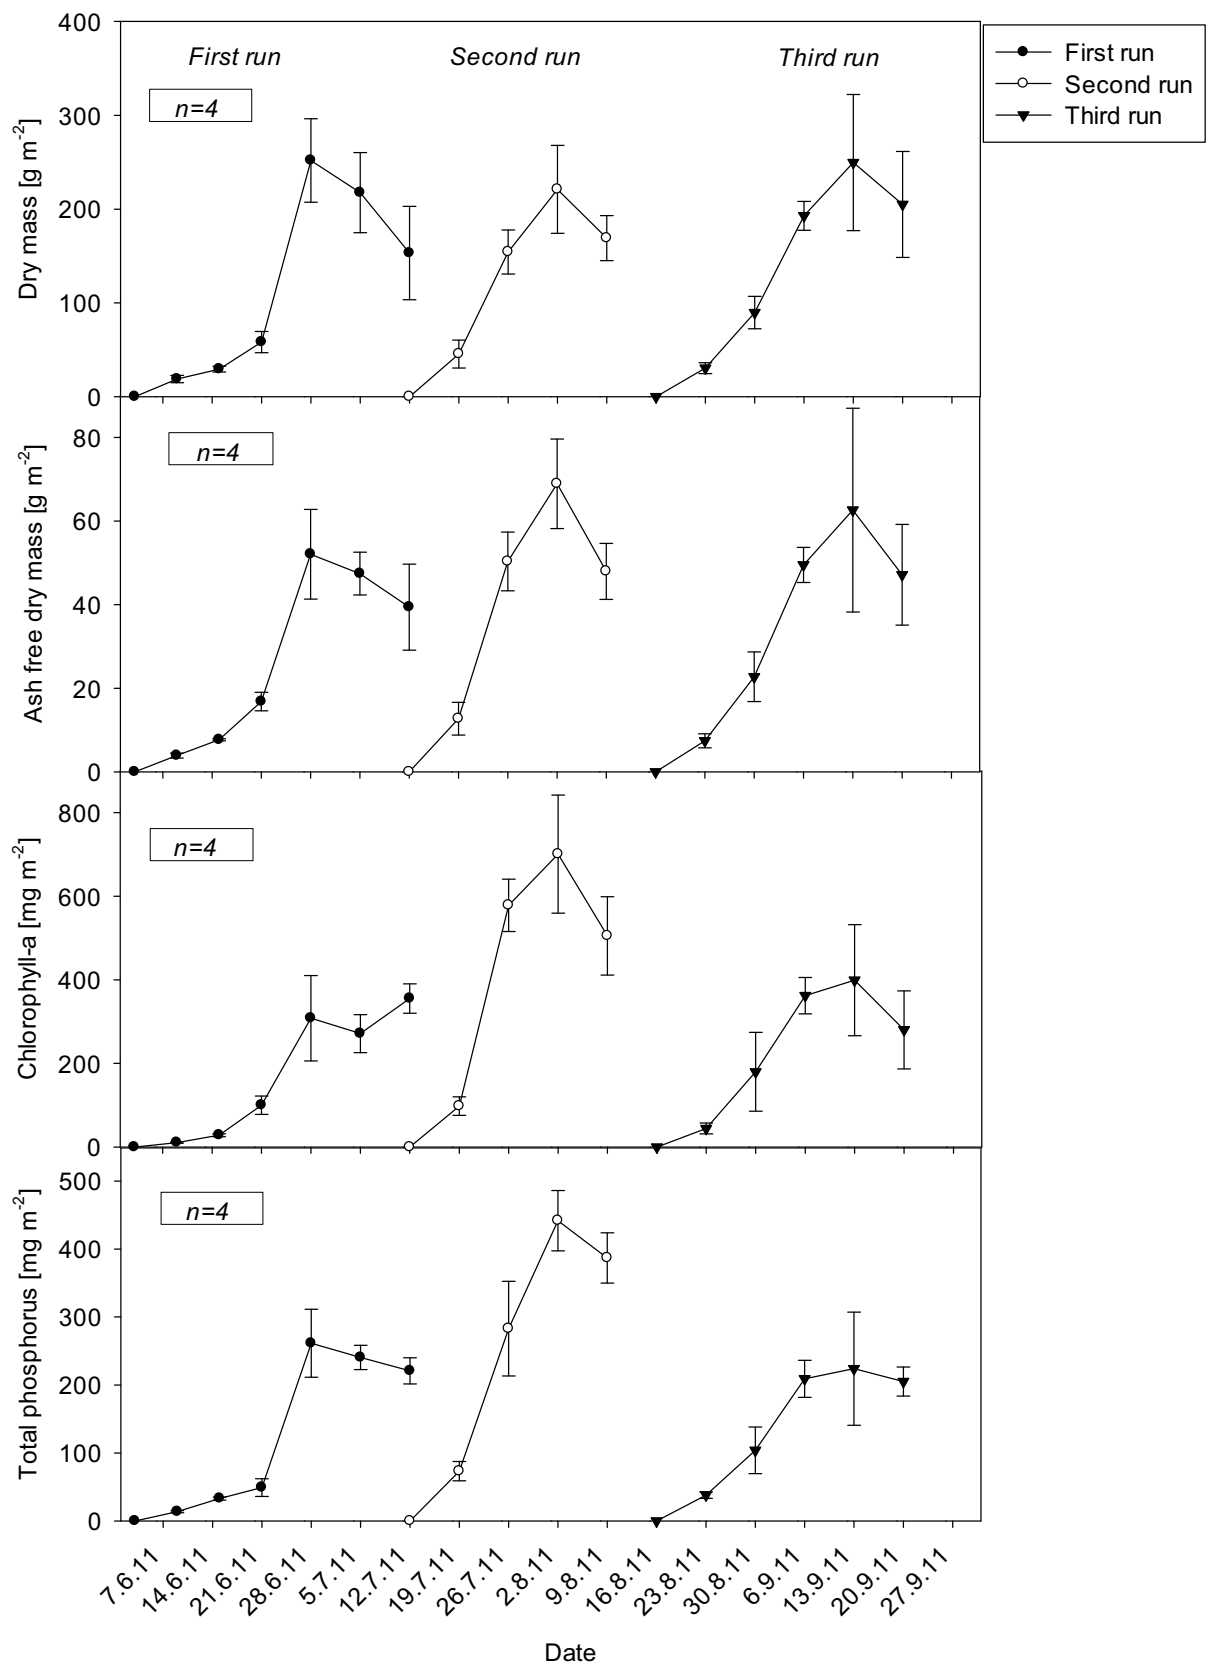 First run
Second run
Third run
First run
Second run
Third run
n=4
400
300
200
100
0
Dry mass [g m-2]
n=4
80
60
40
20
0
Ash free dry mass [g m-2]
n=4
800
600
400
200
0
Chlorophyll-a [mg m-2]
n=4
500
400
300
200
100
0
Total phosphorus [mg m-2]
7.6.11
14.6.11
21.6.11
28.6.11
5.7.11
12.7.11
19.7.11
26.7.11
2.8.11
9.8.11
16.8.11
23.8.11
30.8.11
6.9.11
13.9.11
20.9.11
27.9.11
Date